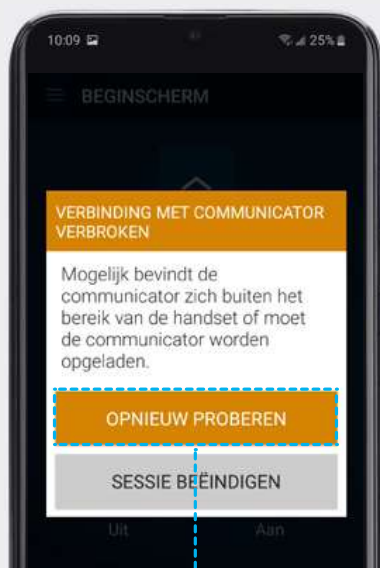 10:09 25%
BEGINSCHERM
VERBINDING MET COMMUNICATOR
VERBROKEN
Mogelijk bevindt de
communicator zich buiten het
bereik van de handset of moet
de communicator worden
opgeladen.
OPNIEUW PROBEREN
SESSIE BEËINDIGEN
Uit Aan